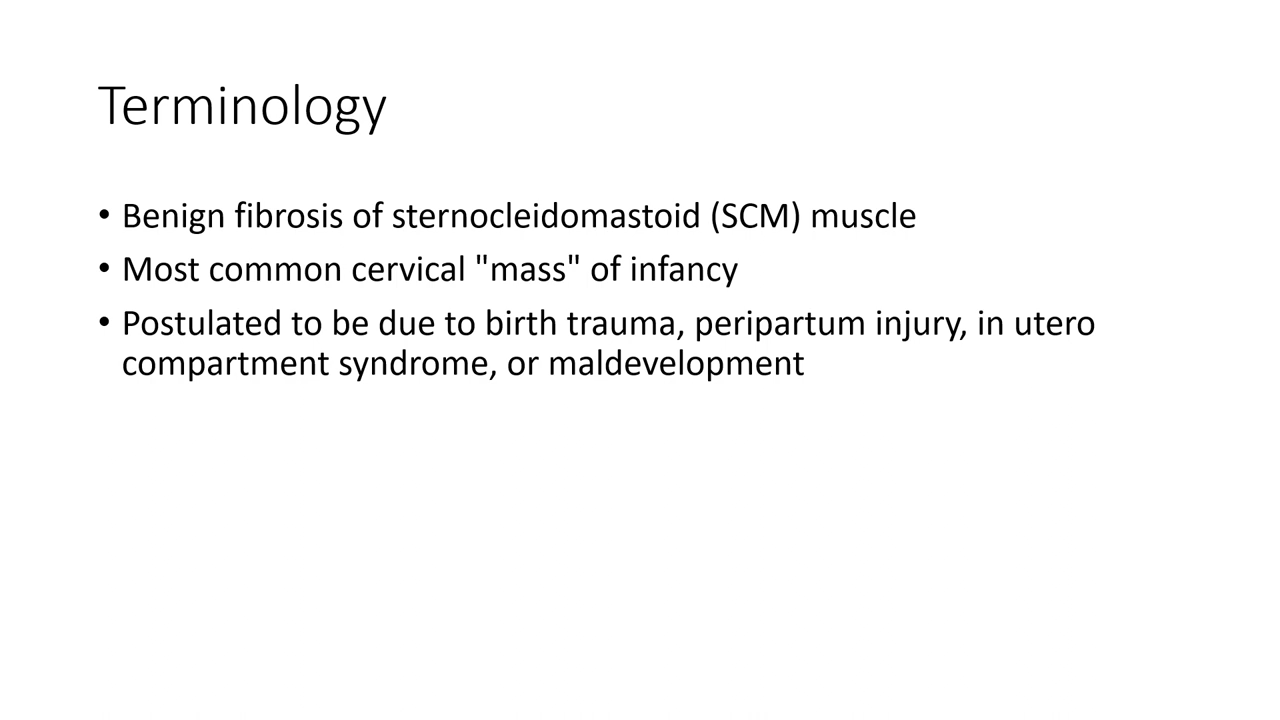 Terminology
• Benign fibrosis of sternocleidomastoid (SCM) muscle
• Most common cervical "mass" of infancy
• Postulated to be due to birth trauma, peripartum injury, in utero
compartment syndrome, or maldevelopment